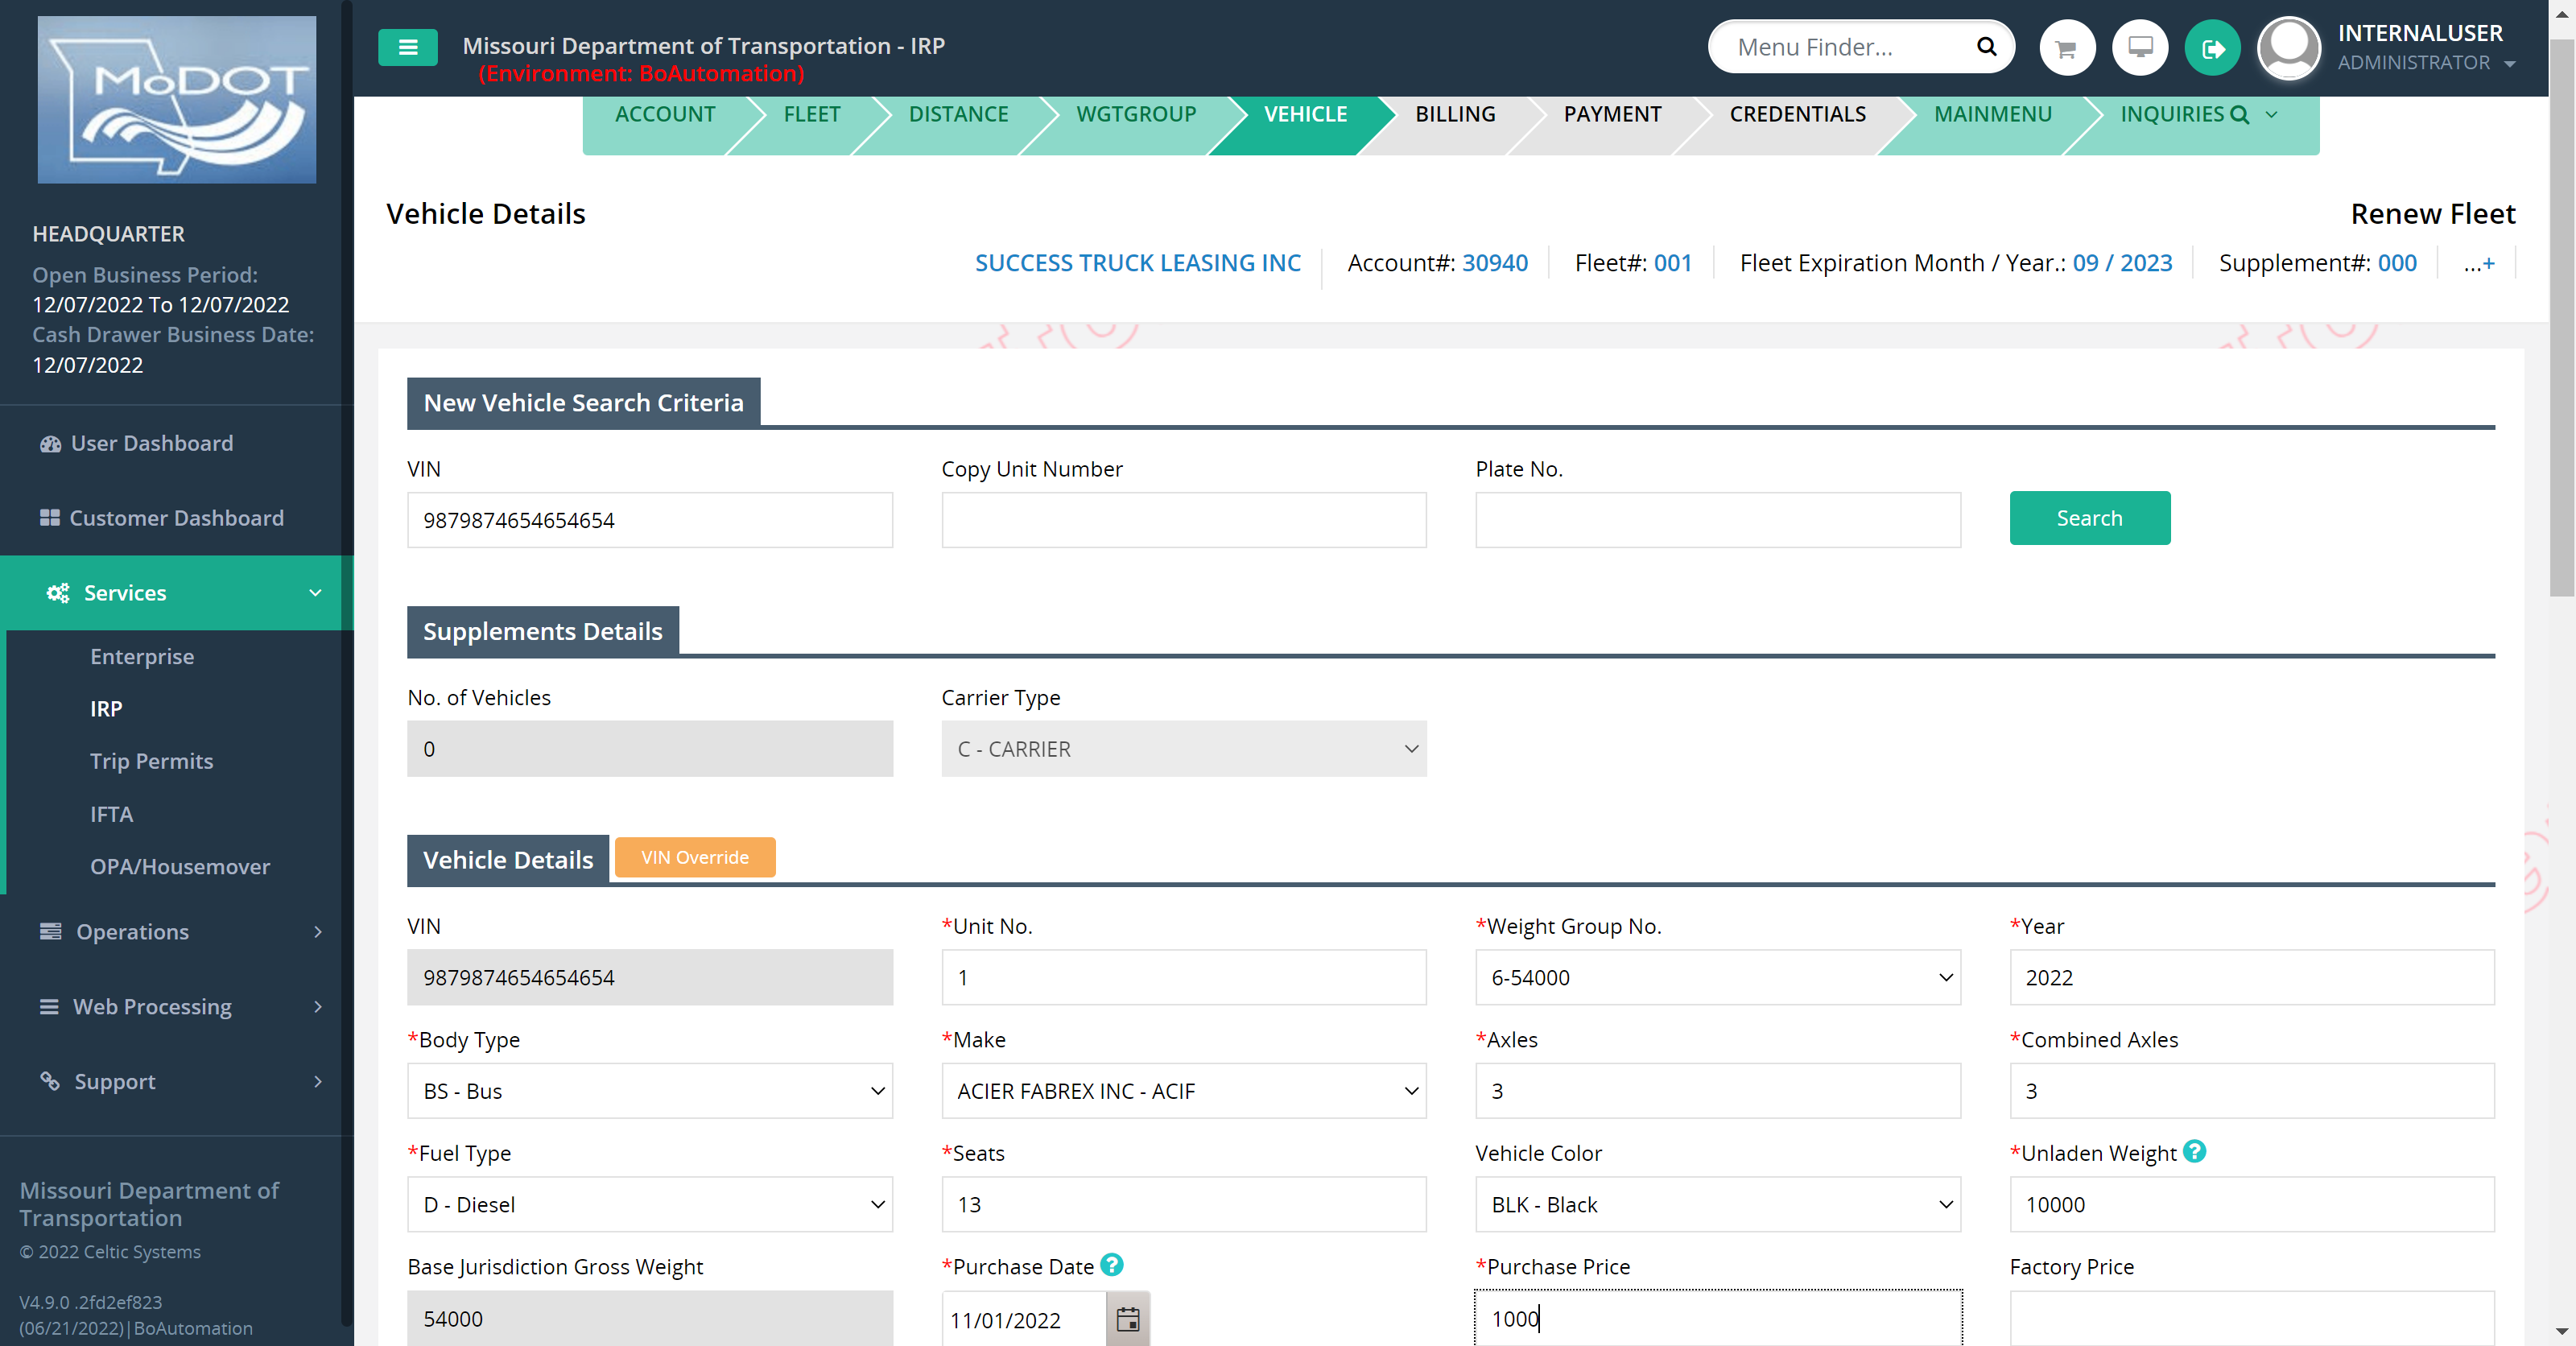 MoDOT
Missouri Department of Transportation - IRP
(Environment: BoAutomation)
Menu Finder...
INTERNALUSER
ADMINISTRATOR
ACCOUNT
FLEET
DISTANCE
WGTGROUP
VEHICLE
BILLING
PAYMENT
CREDENTIALS
MAINMENU
INQUIRIES
HEADQUARTER
Open Business Period:
12/07/2022 To 12/07/2022
Cash Drawer Business Date:
12/07/2022
User Dashboard
Customer Dashboard
Services
Enterprise
IRP
Trip Permits
IFTA
OPA/Housemover
Operations
Web Processing
Support
Missouri Department of
Transportation
© 2022 Celtic Systems
V4.9.0 .2fd2ef823
(06/21/2022)|BoAutomation
Vehicle Details
Renew Fleet
SUCCESS TRUCK LEASING INC
Account#: 30940
Fleet#: 001
Fleet Expiration Month / Year.: 09 / 2023
Supplement#: 000
...+
New Vehicle Search Criteria
VIN
Copy Unit Number
Plate No.
9879874654654654
Search
Supplements Details
No. of Vehicles
Carrier Type
0
C - CARRIER
Vehicle Details
VIN Override
VIN
*Unit No.
*Weight Group No.
*Year
9879874654654654
1
6-54000
2022
*Body Type
*Make
*Axles
*Combined Axles
BS - Bus
ACIER FABREX INC - ACIF
3
3
*Fuel Type
*Seats
Vehicle Color
*Unladen Weight ?
D - Diesel
13
BLK - Black
10000
Base Jurisdiction Gross Weight
*Purchase Date ?
*Purchase Price
Factory Price
54000
11/01/2022
1000